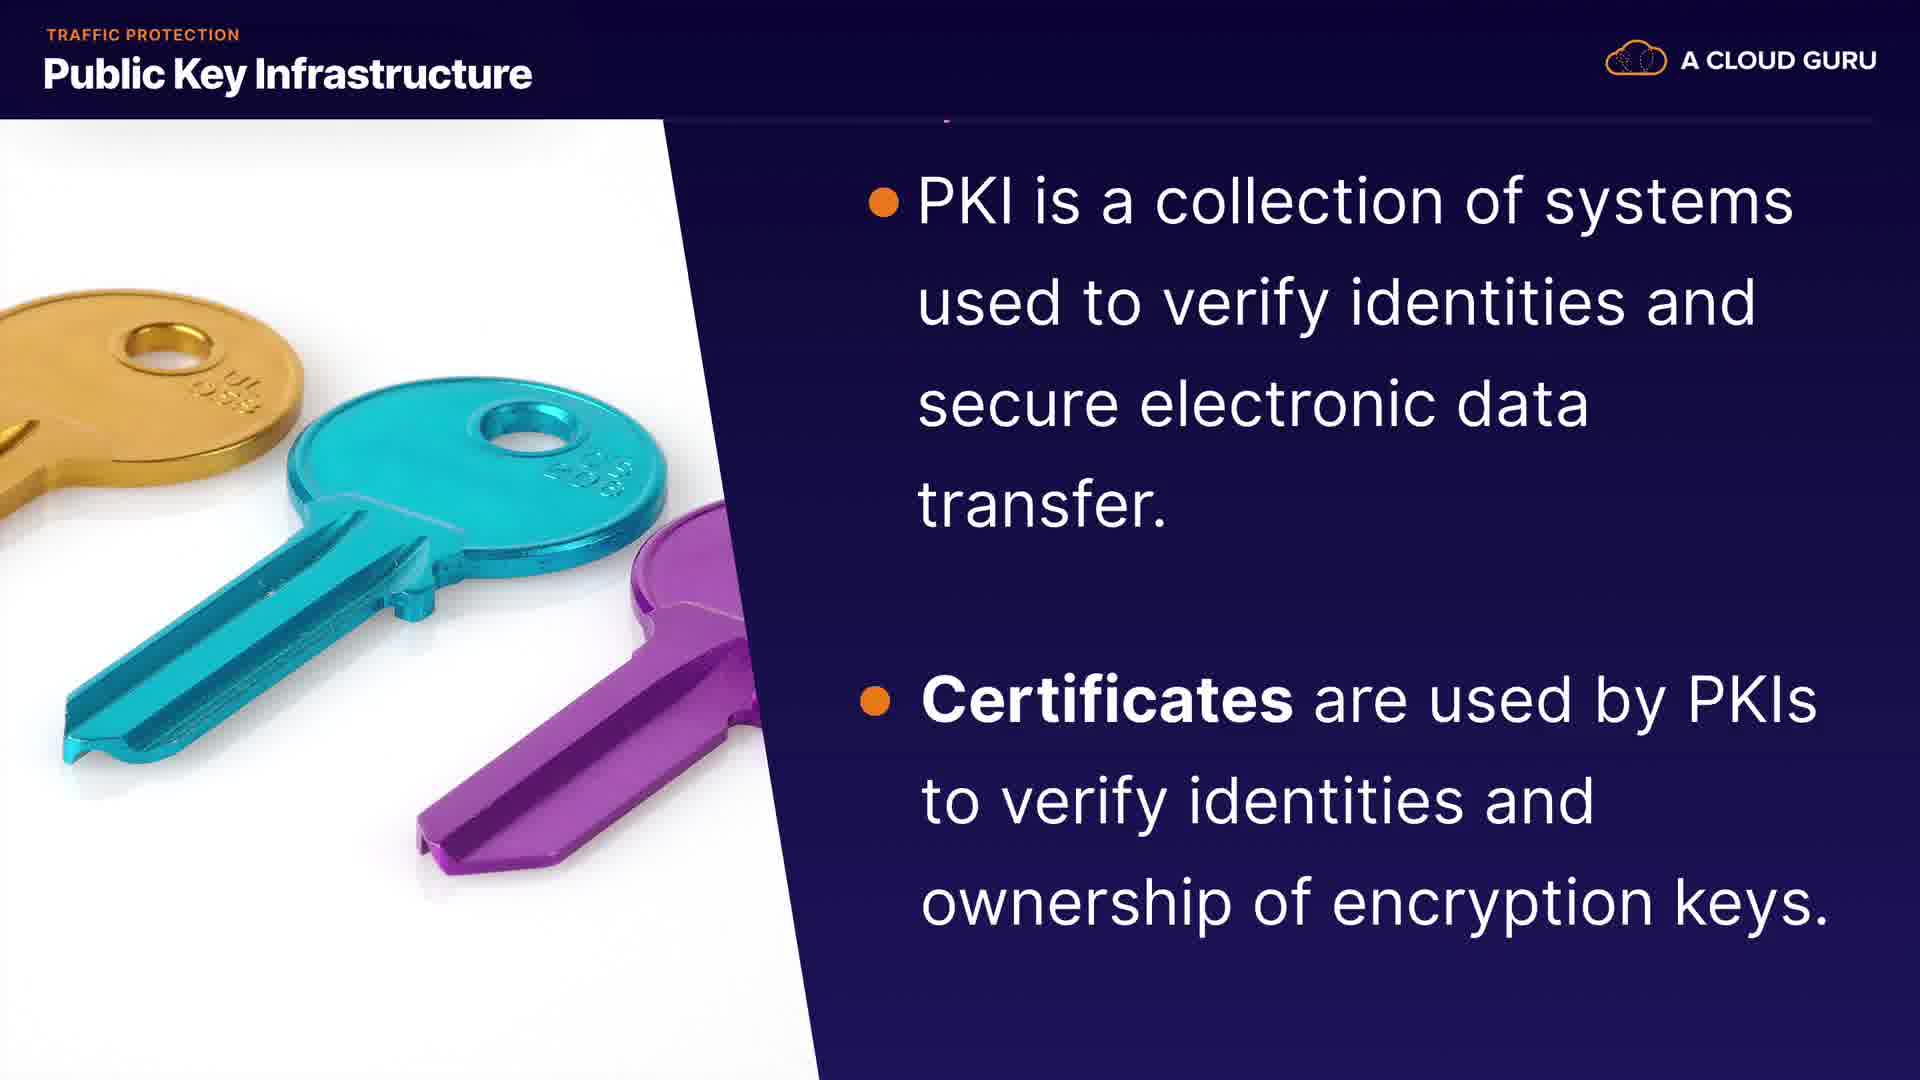 TRAFFIC PROTECTION
Public Key Infrastructure
A CLOUD GURU
PKI is a collection of systems
used to verify identities and
secure electronic data
transfer.
Certificates are used by PKIs
to verify identities and
ownership of encryption keys.